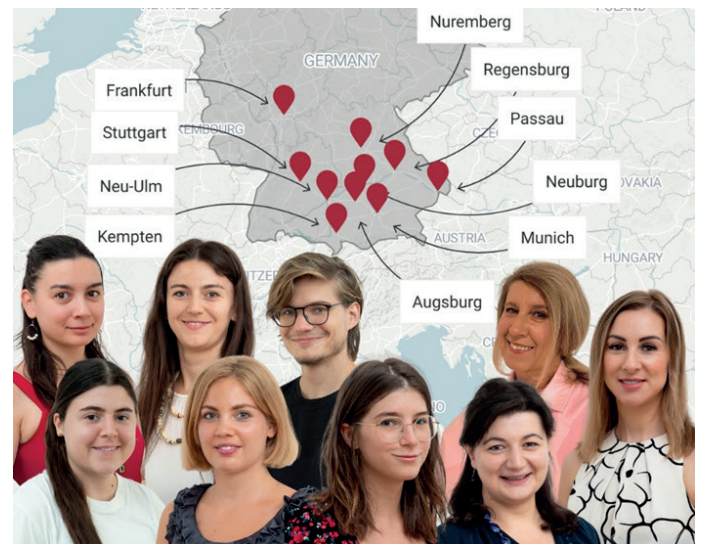 Nuremberg
GERMANY
Regensburg
Frankfurt
Passau
Stuttgart
Neu-Ulm
Neuburg
Kempten
AUSTRIA
Munich
HUNGARY
Augsburg